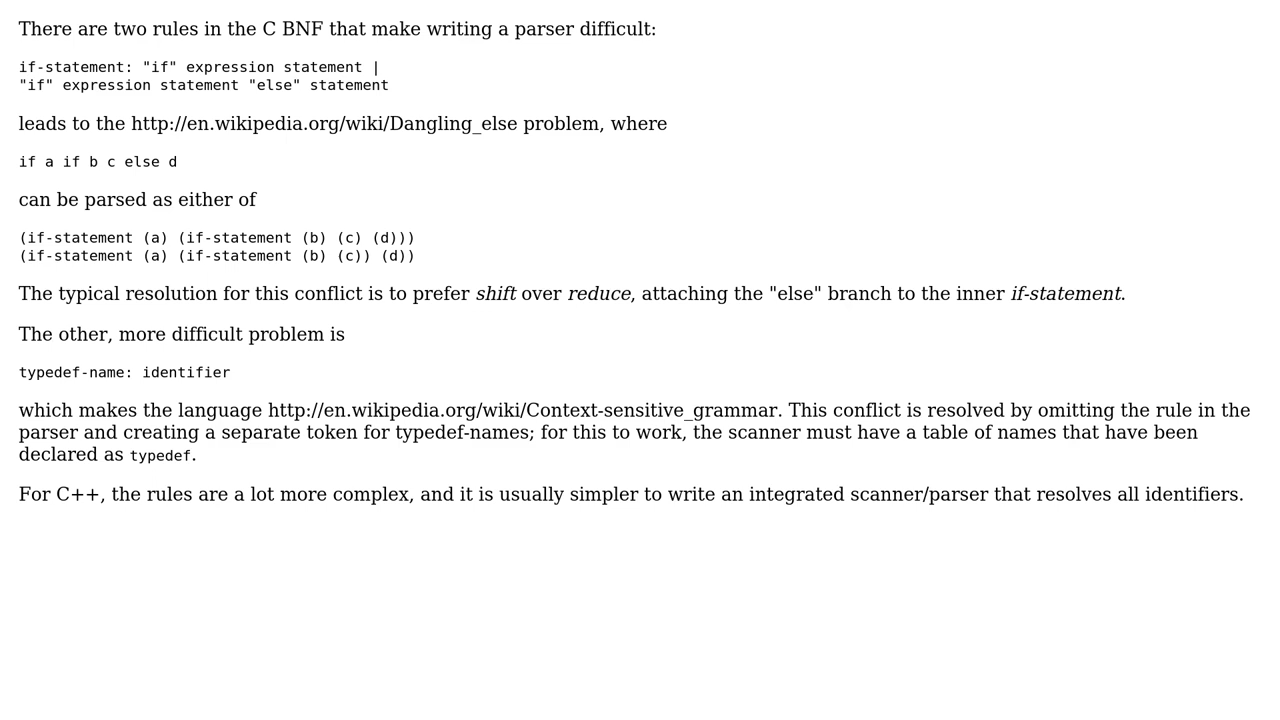 There are two rules in the C BNF that make writing a parser difficult:
if-statement: "if" expression statement |
"if" expression statement "else" statement
leads to the http://en.wikipedia.org/wiki/Dangling_else problem, where
if a if b c else d
can be parsed as either of
(if-statement (a) (if-statement (b) (c) (d)))
(if-statement (a) (if-statement (b) (c)) (d))
The typical resolution for this conflict is to prefer shift over reduce, attaching the "else" branch to the inner if-statement.
The other, more difficult problem is
typedef-name: identifier
which makes the language http://en.wikipedia.org/wiki/Context-sensitive_grammar. This conflict is resolved by omitting the rule in the
parser and creating a separate token for typedef-names; for this to work, the scanner must have a table of names that have been
declared as typedef.
For C++, the rules are a lot more complex, and it is usually simpler to write an integrated scanner/parser that resolves all identifiers.